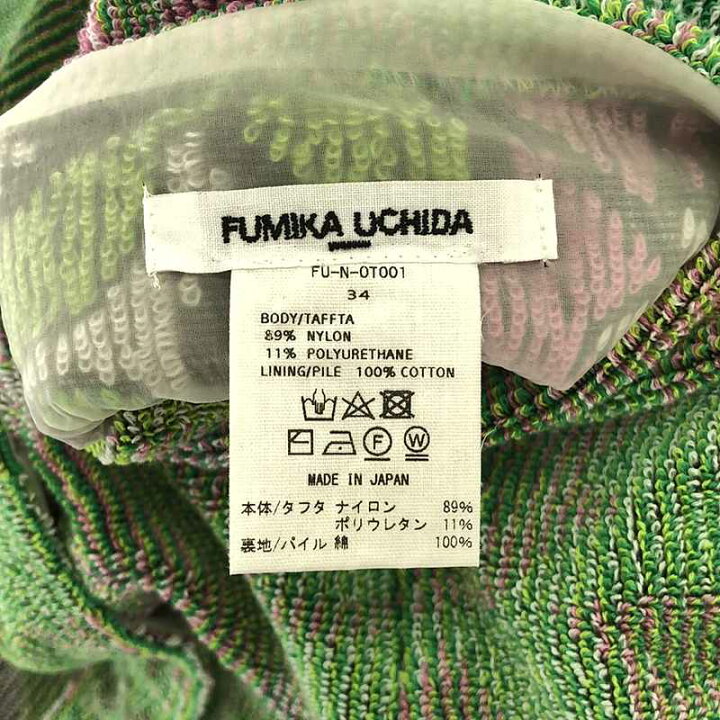 FUMIKA UCHIDA
FU-N-OT001
34
BODY/TAFFTA
89% NYLON
11% POLYURETHANE
LINING/PILE 100% COTTON
F W
MADE IN JAPAN
本体/タフタ ナイロン 89%
ポリウレタン 11%
裏地/パイル 綿 100%